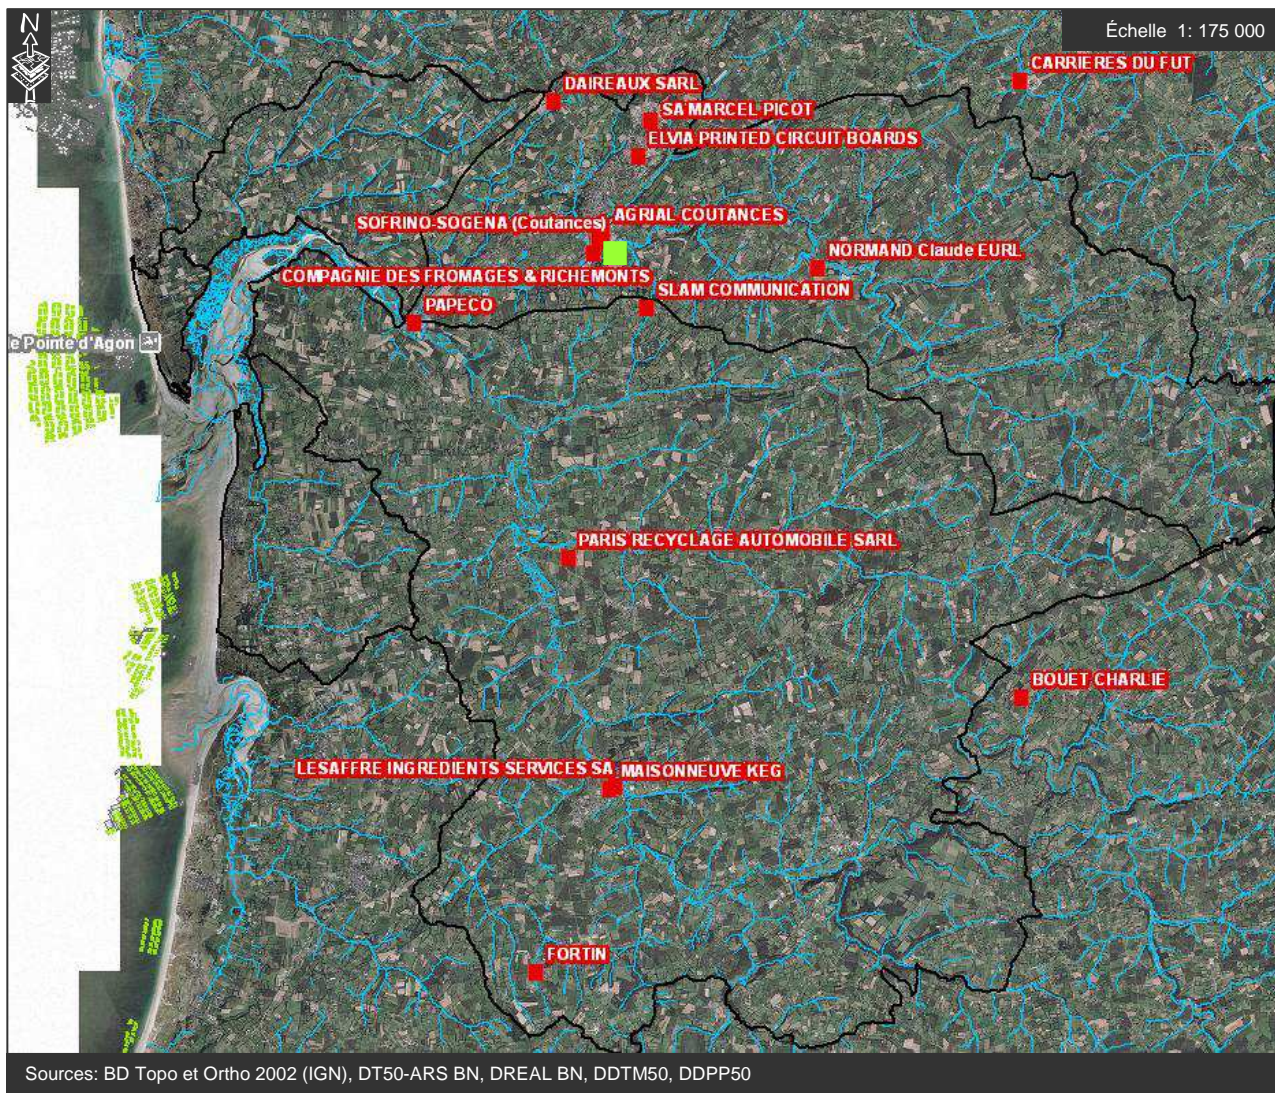 N
Échelle 1: 175 000
CARRIERES DU FUT
DAIREAUX SARL
SA MARCEL PICOT
ELVIA PRINTED CIRCUIT BOARDS
SOFRINO-SOGENA (Coutances)
AGRIAL COUTANCES
NORMAND Claude EURL
COMPAGNIE DES FROMAGES & RICHEMONTS
SLAM COMMUNICATION
PAPECO
e Pointe d'Agon
PARIS RECYCLAGE AUTOMOBILE SARL
BOUET CHARLIE
LESAFFRE INGREDIENTS SERVICES SA
MAISONNEUVE KEG
FORTIN
Sources: BD Topo et Ortho 2002 (IGN), DT50-ARS BN, DREAL BN, DDTM50, DDPP50